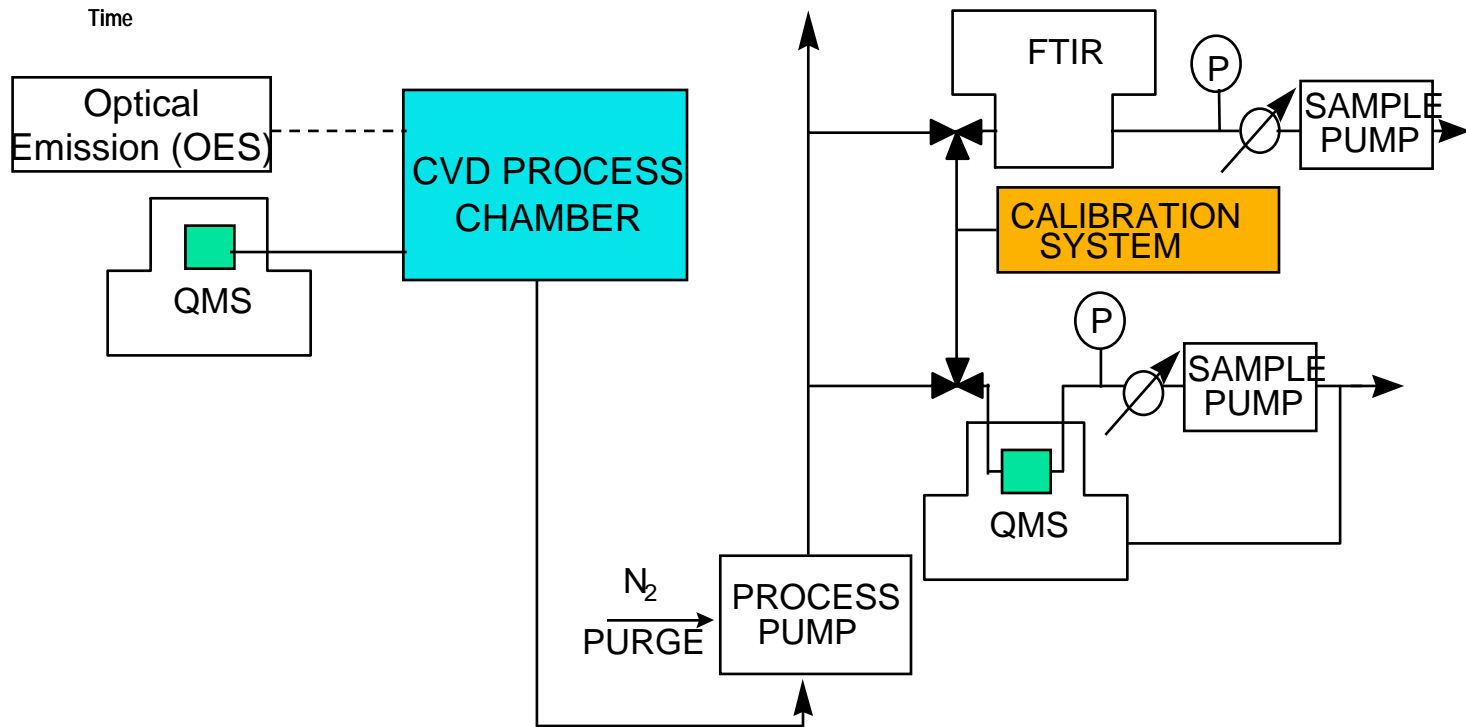 Time
Optical
Emission (OES)
CVD PROCESS
CHAMBER
QMS
FTIR
P
SAMPLE
PUMP
CALIBRATION
SYSTEM
P
SAMPLE
PUMP
QMS
N2
PURGE
PROCESS
PUMP